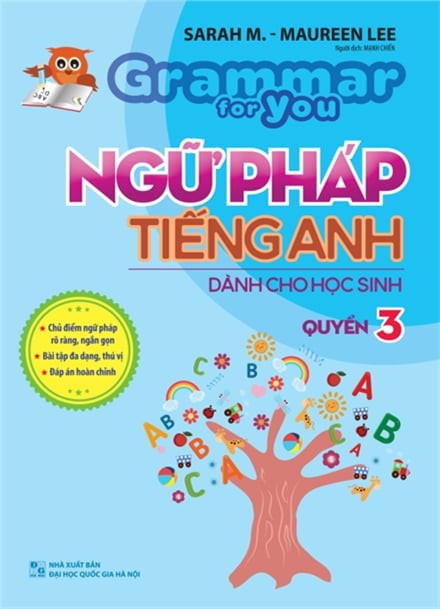 SARAH M. - MAUREEN LEE
Người dịch: MẠNH CHIẾN
Grammar
for you
NGỮ PHÁP
TIẾNG ANH
DÀNH CHO HỌC SINH
QUYỂN 3
Chủ điểm ngữ pháp
rõ ràng, ngắn gọn
Bài tập đa dạng, thú vị
Đáp án hoàn chỉnh
NHÀ XUẤT BẢN
ĐẠI HỌC QUỐC GIA HÀ NỘI